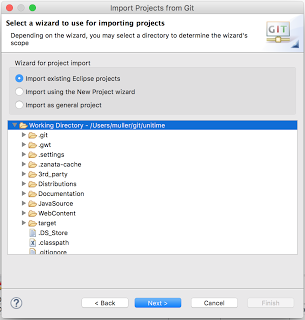 Import Projects from Git
Select a wizard to use for importing projects
Depending on the wizard, you may select a directory to determine the wizard's
scope
GIT
Wizard for project import
Import existing Eclipse projects
Import using the New Project wizard
Import as general project
Working Directory - /Users/muller/git/unitime
.git
.gwt
.settings
.zanata-cache
3rd_party
Distributions
Documentation
JavaSource
WebContent
target
.DS_Store
.classpath
.gitignore
?
< Back
Next >
Cancel
Finish